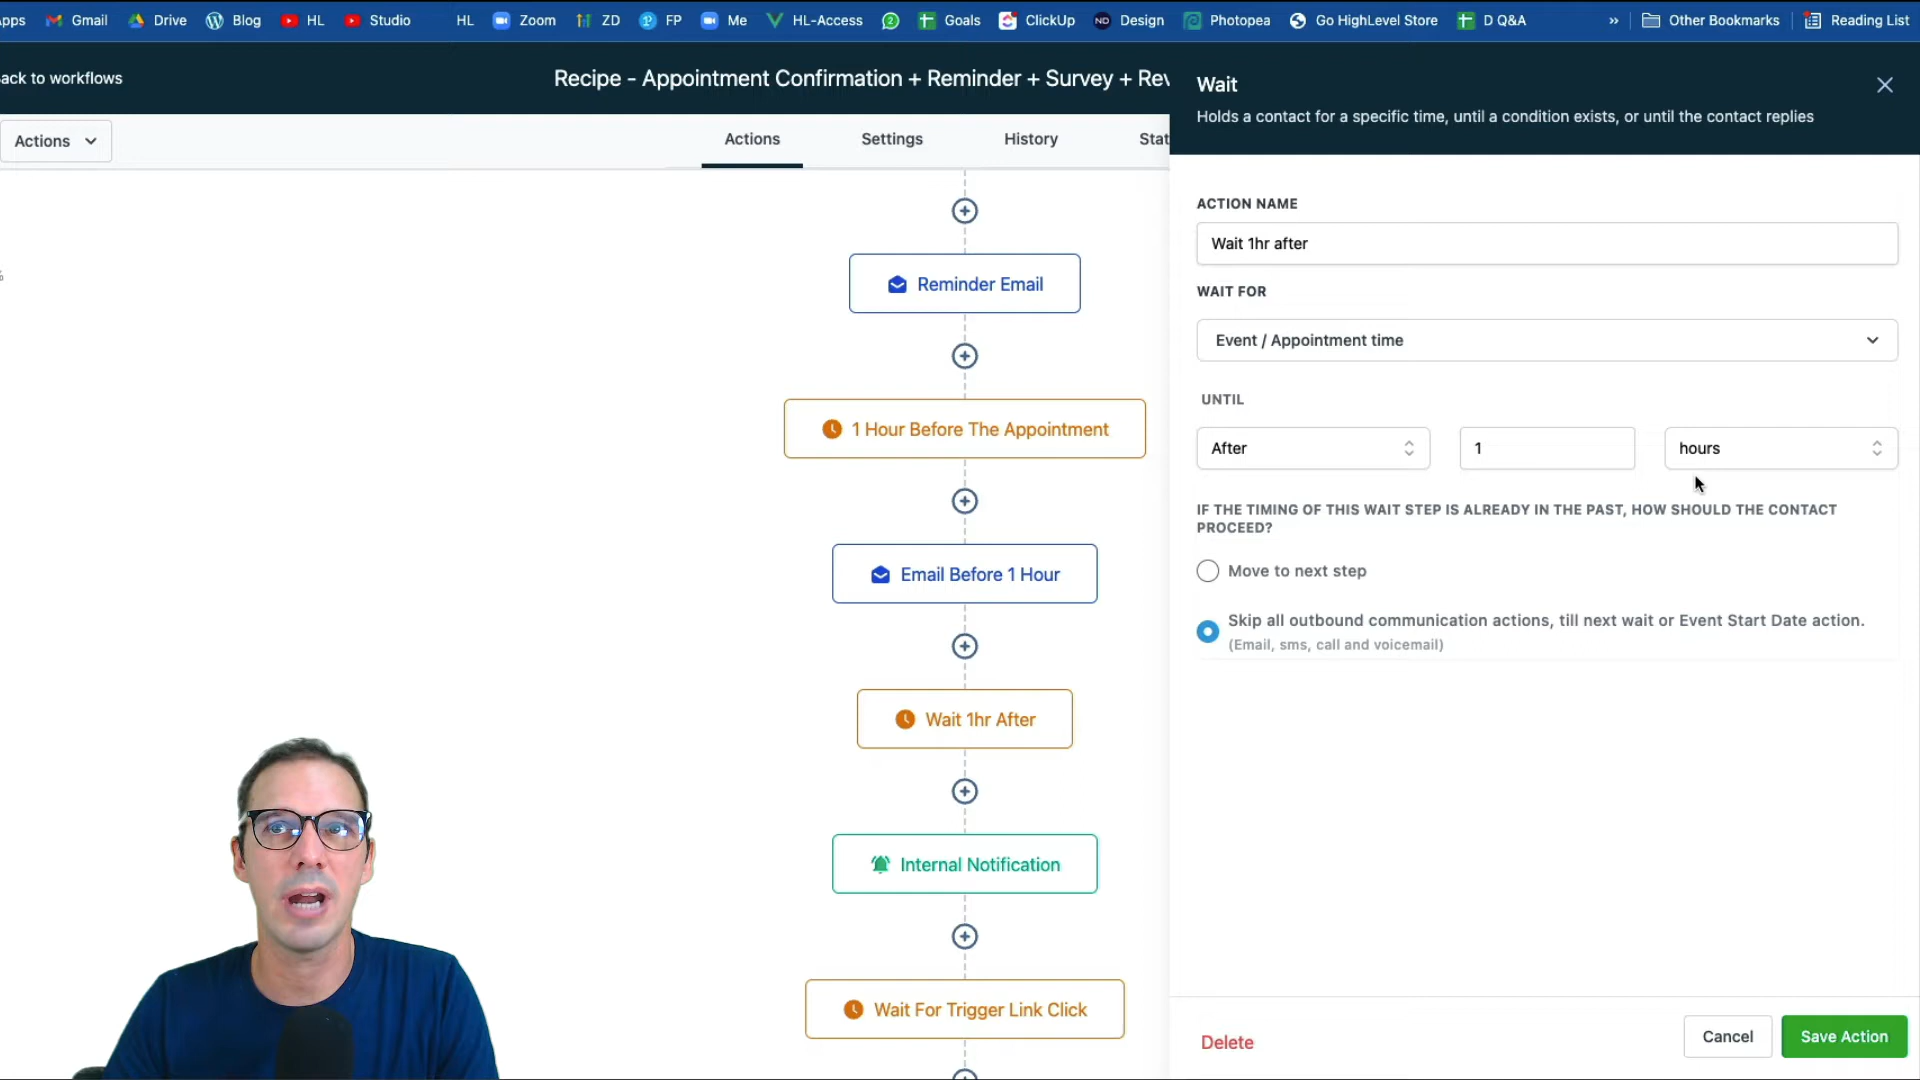 Apps Gmail Drive Blog HL Studio HL Zoom ZD FP Me HL-Access 2 Goals ClickUp ND Design Photopea Go HighLevel Store D Q&A » Other Bookmarks Reading List
ack to workflows
Recipe - Appointment Confirmation + Reminder + Survey + Rev
Actions
Actions Settings History Stat
%
Reminder Email
1 Hour Before The Appointment
Email Before 1 Hour
Wait 1hr After
Internal Notification
Wait For Trigger Link Click
Wait
Holds a contact for a specific time, until a condition exists, or until the contact replies
ACTION NAME
Wait 1hr after
WAIT FOR
Event / Appointment time
UNTIL
After 1 hours
IF THE TIMING OF THIS WAIT STEP IS ALREADY IN THE PAST, HOW SHOULD THE CONTACT
PROCEED?
Move to next step
Skip all outbound communication actions, till next wait or Event Start Date action.
(Email, sms, call and voicemail)
Delete
Cancel
Save Action